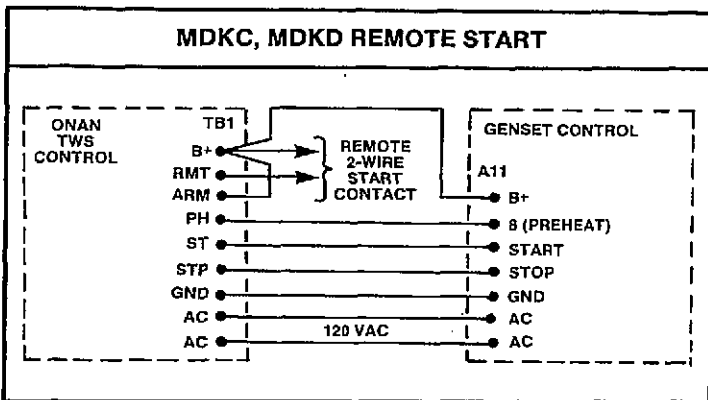 MDKC, MDKD REMOTE START
ONAN
TWS
CONTROL
TB1
B+
RMT
ARM
PH
ST
STP
GND
AC
AC
REMOTE
2-WIRE
START
CONTACT
120 VAC
GENSET CONTROL
A11
B+
8 (PREHEAT)
START
STOP
GND
AC
AC